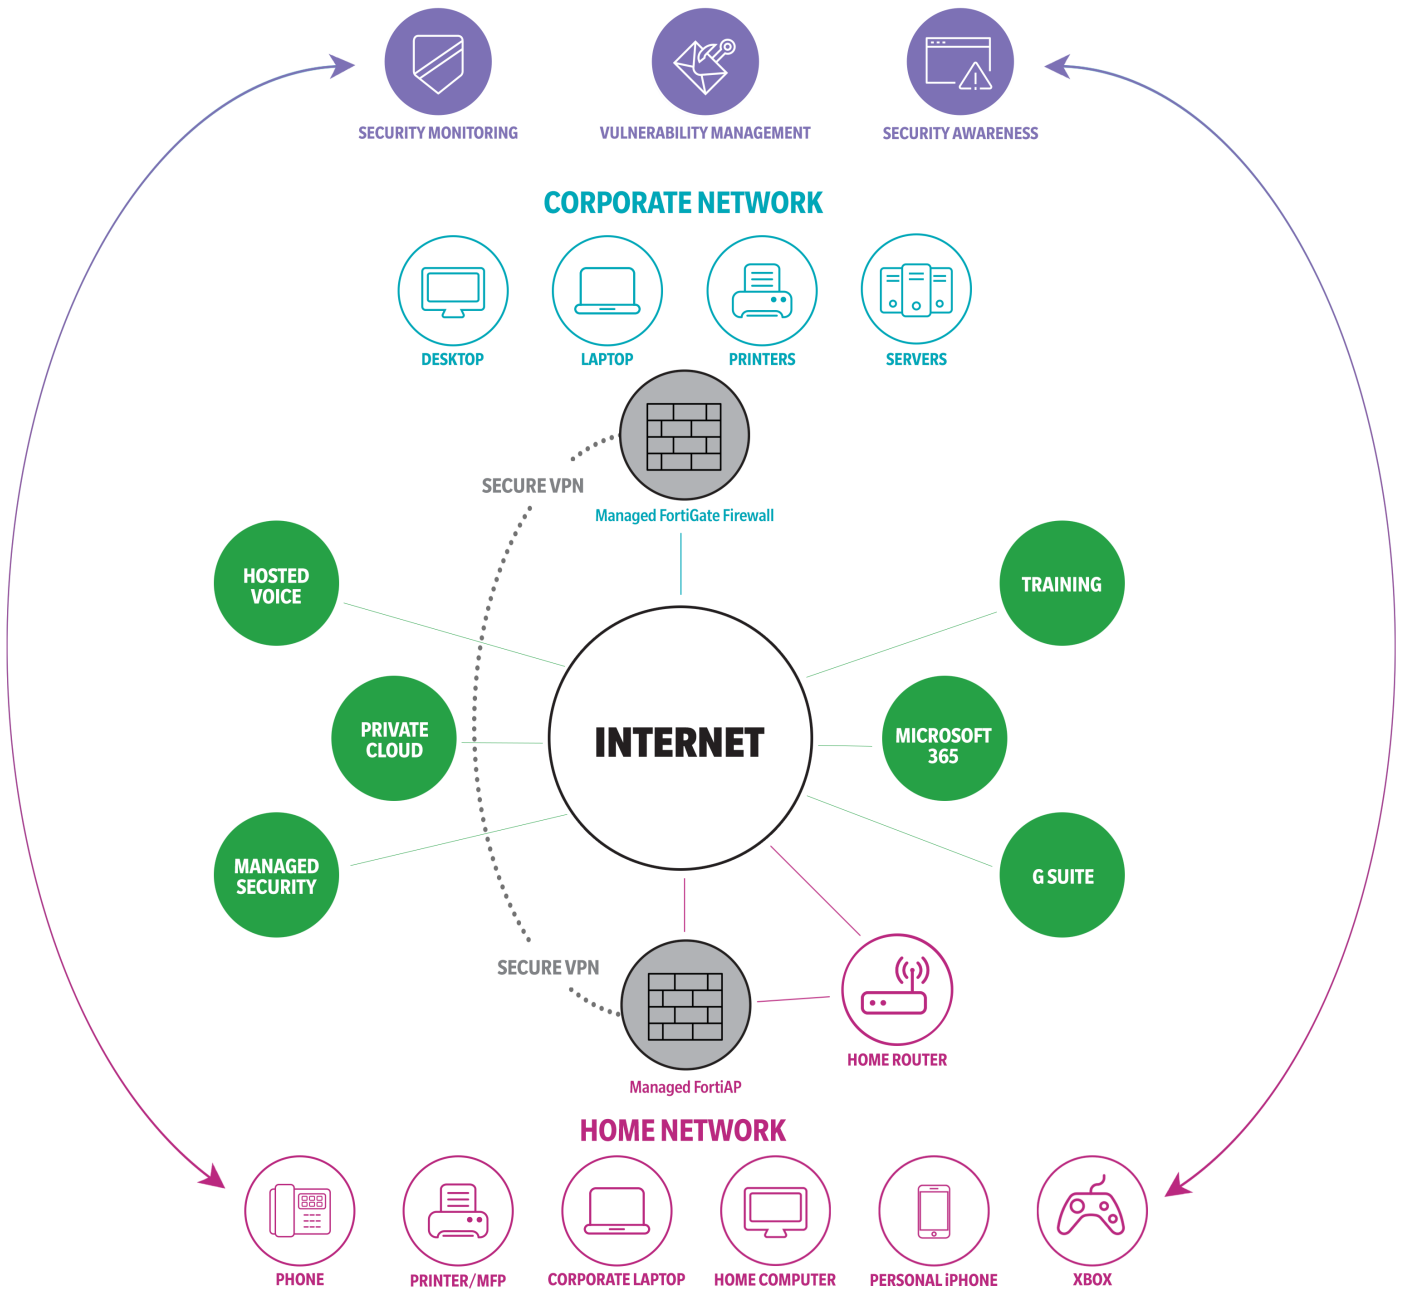 SECURITY MONITORING
VULNERABILITY MANAGEMENT
SECURITY AWARENESS
CORPORATE NETWORK
DESKTOP
LAPTOP
PRINTERS
SERVERS
SECURE VPN
Managed FortiGate Firewall
HOSTED
VOICE
TRAINING
PRIVATE
CLOUD
INTERNET
MICROSOFT
365
MANAGED
SECURITY
G SUITE
SECURE VPN
HOME ROUTER
Managed FortiAP
HOME NETWORK
PHONE
PRINTER/MFP
CORPORATE LAPTOP
HOME COMPUTER
PERSONAL iPHONE
XBOX